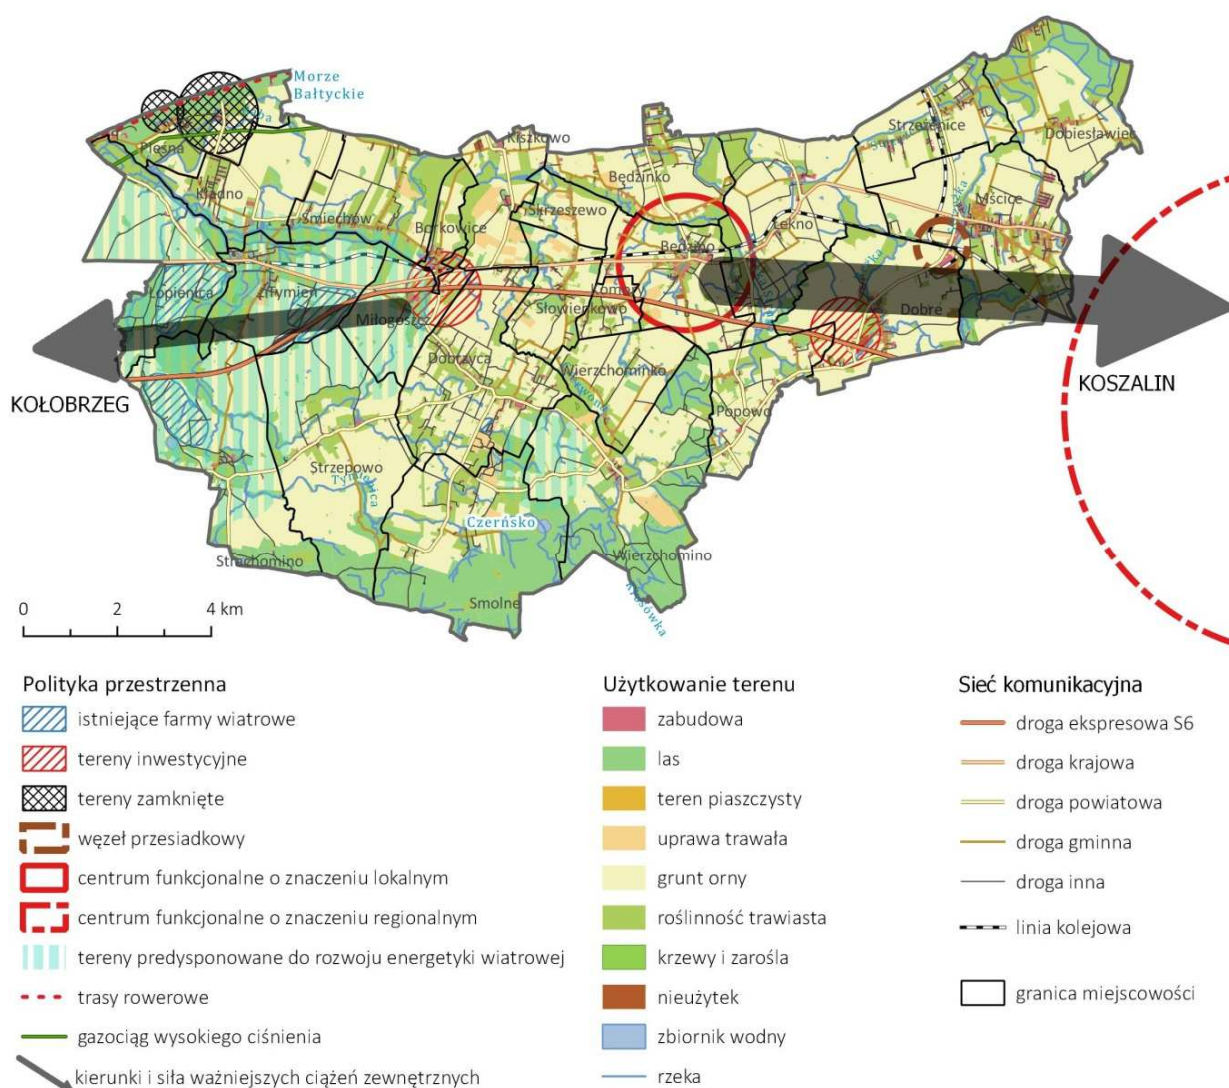 Morze
Bałtyckie
Strzeżenice
Dobiesławiec
Kiszkowo
Pleśna
Będzinko
Kładno
Mścice
Skrzeszewo
Śmiechów
Borkowice
Łekno
Będzino
Łopienica
Tymień
Słowienkowo
Dobre
Miłogoszcz
KOSZALIN
Dobrzyca
Wierzchominko
KOŁOBRZEG
Popowo
Strzepowo
Tymienica
Czerńsko
Strachomino
Wierzchomino
Smolne
Krosówka
0 2 4 km
Polityka przestrzenna
istniejące farmy wiatrowe
tereny inwestycyjne
tereny zamknięte
węzeł przesiadkowy
centrum funkcjonalne o znaczeniu lokalnym
centrum funkcjonalne o znaczeniu regionalnym
tereny predysponowane do rozwoju energetyki wiatrowej
trasy rowerowe
gazociąg wysokiego ciśnienia
kierunki i siła ważniejszych ciążeń zewnętrznych
Użytkowanie terenu
zabudowa
las
teren piaszczysty
uprawa trawała
grunt orny
roślinność trawiasta
krzewy i zarośla
nieużytek
zbiornik wodny
rzeka
Sieć komunikacyjna
droga ekspresowa S6
droga krajowa
droga powiatowa
droga gminna
droga inna
linia kolejowa
granica miejscowości